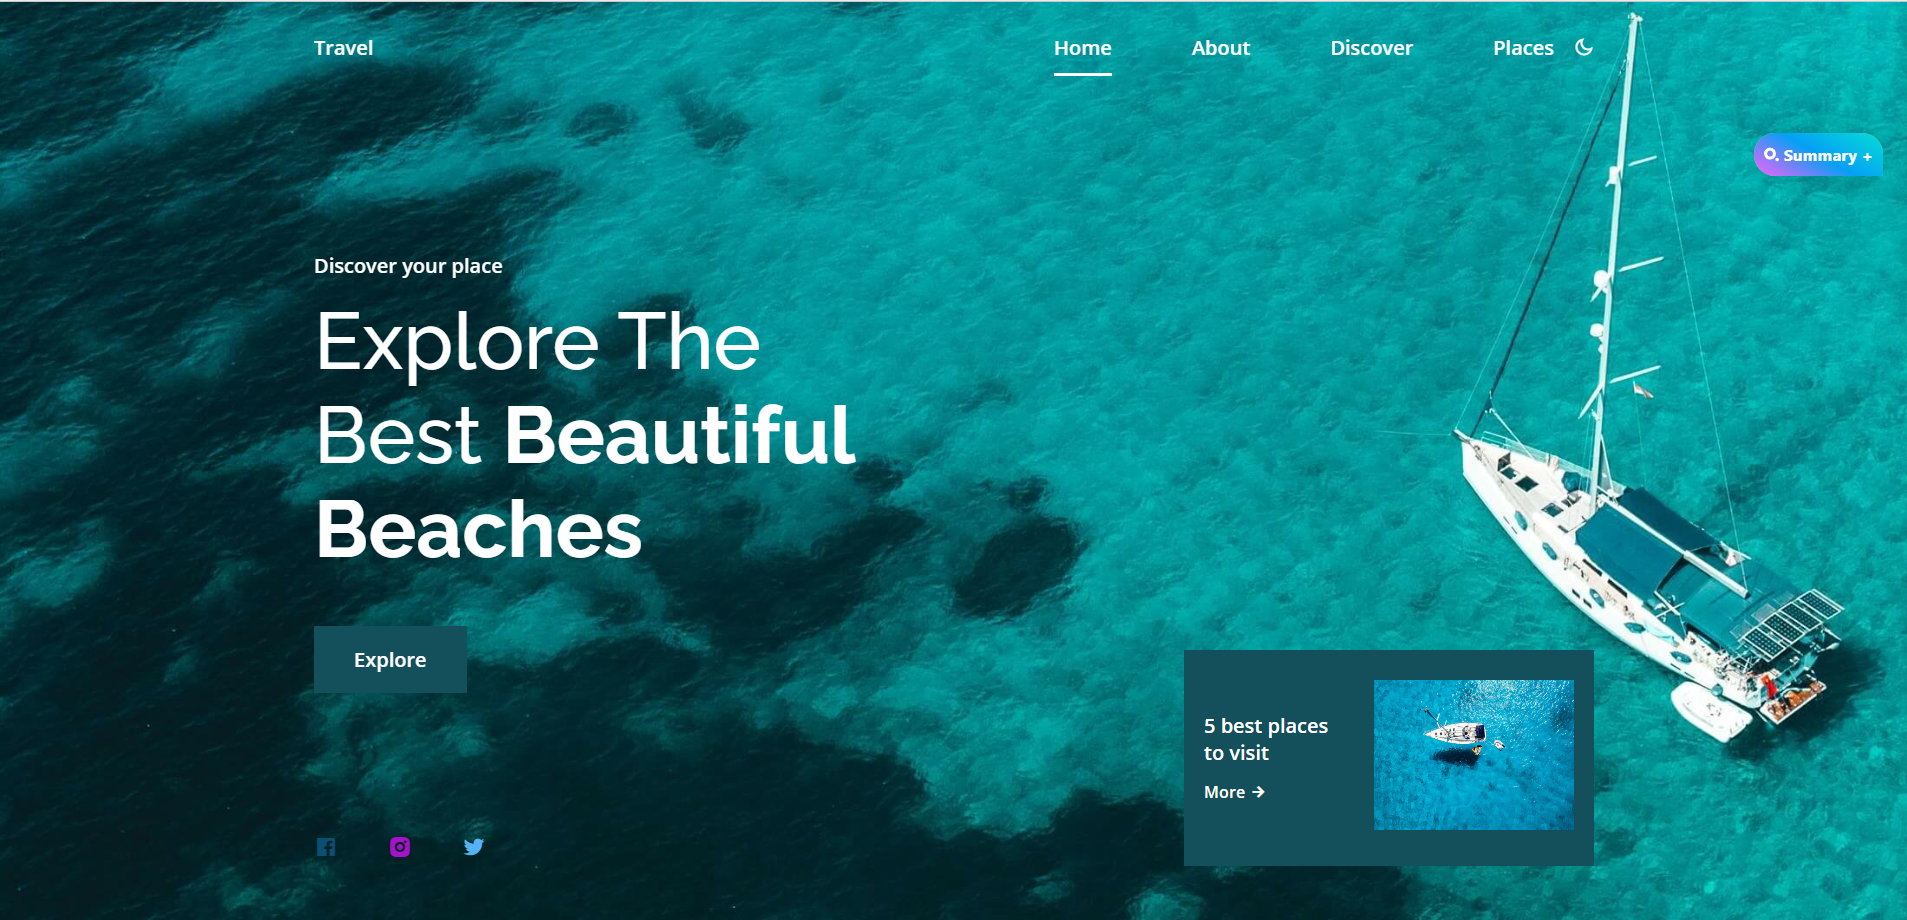 Travel
Home
About
Discover
Places
Summary +
Discover your place
Explore The
Best Beautiful
Beaches
Explore
5 best places
to visit
More →